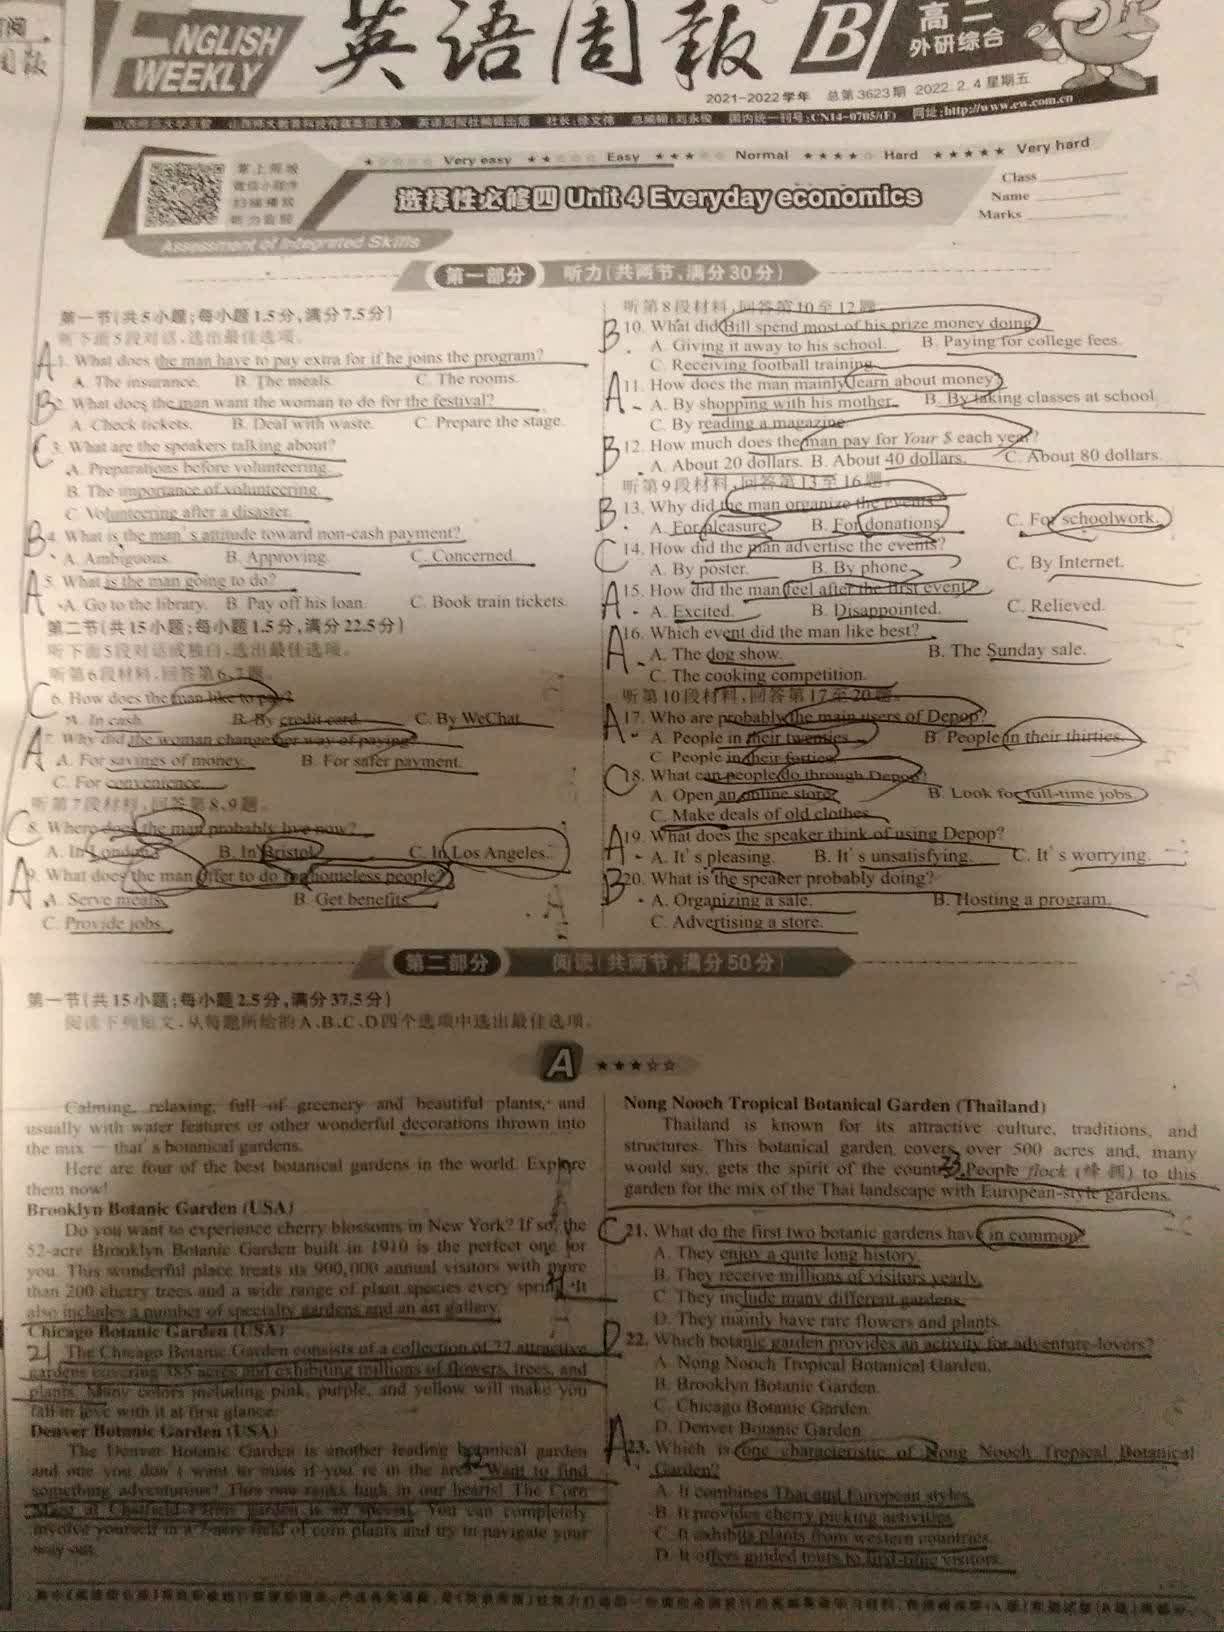 ENGLISH
WEEKLY
英语周报
B
高二
外研综合
2021-2022学年 总第3623期 2022.2.4星期五
社长:徐文伟 总编辑:刘永俊 国内统一刊号:CN14-0705/(F) 网址:http://www.ew.com.cn
★☆☆☆☆ Very easy ★★☆☆☆ Easy ★★★☆☆ Normal ★★★★☆ Hard ★★★★★ Very hard
选择性必修四 Unit 4 Everyday economics
Class
Name
Marks
Assessment of Integrated Skills
第一部分 听力(共两节,满分30分)
第一节(共5小题;每小题1.5分,满分7.5分)
听下面5段对话,选出最佳选项。
A 1. What does the man have to pay extra for if he joins the program?
A. The insurance. B. The meals. C. The rooms.
B 2. What does the man want the woman to do for the festival?
A. Check tickets. B. Deal with waste. C. Prepare the stage.
C 3. What are the speakers talking about?
A. Preparations before volunteering.
B. The importance of volunteering.
C. Volunteering after a disaster.
B 4. What is the man's attitude toward non-cash payment?
A. Ambiguous. B. Approving. C. Concerned.
A 5. What is the man going to do?
A. Go to the library. B. Pay off his loan. C. Book train tickets.
第二节(共15小题;每小题1.5分,满分22.5分)
听下面5段对话或独白,选出最佳选项。
听第6段材料,回答第6、7题。
C 6. How does the man like to pay?
A. In cash. B. By credit card. C. By WeChat.
A 7. Why did the woman change her way of paying?
A. For savings of money. B. For safer payment.
C. For convenience.
听第7段材料,回答第8、9题。
C 8. Where does the man probably live now?
A. In London. B. In Bristol. C. In Los Angeles.
A 9. What does the man offer to do for homeless people?
A. Serve meals. B. Get benefits.
C. Provide jobs.
听第8段材料,回答第10至12题。
B 10. What did Bill spend most of his prize money doing?
A. Giving it away to his school. B. Paying for college fees.
C. Receiving football training.
A 11. How does the man mainly learn about money?
A. By shopping with his mother. B. By taking classes at school.
C. By reading a magazine.
B 12. How much does the man pay for Your $ each year?
A. About 20 dollars. B. About 40 dollars. C. About 80 dollars.
听第9段材料,回答第13至16题。
B 13. Why did the man organize the events?
A. For pleasure. B. For donations. C. For schoolwork.
C 14. How did the man advertise the events?
A. By poster. B. By phone. C. By Internet.
A 15. How did the man feel after the first event?
A. Excited. B. Disappointed. C. Relieved.
A 16. Which event did the man like best?
A. The dog show. B. The Sunday sale.
C. The cooking competition.
听第10段材料,回答第17至20题。
A 17. Who are probably the main users of Depop?
A. People in their twenties. B. People in their thirties.
C. People in their forties.
C 18. What can people do through Depop?
A. Open an online store. B. Look for full-time jobs.
C. Make deals of old clothes.
A 19. What does the speaker think of using Depop?
A. It's pleasing. B. It's unsatisfying. C. It's worrying.
B 20. What is the speaker probably doing?
A. Organizing a sale. B. Hosting a program.
C. Advertising a store.
第二部分 阅读(共两节,满分50分)
第一节(共15小题;每小题2.5分,满分37.5分)
阅读下列短文,从每题所给的A、B、C、D四个选项中选出最佳选项。
A ★★★☆☆
Calming, relaxing, full of greenery and beautiful plants, and
usually with water features or other wonderful decorations thrown into
the mix — that's botanical gardens.
Here are four of the best botanical gardens in the world. Explore
them now!
Brooklyn Botanic Garden (USA)
Do you want to experience cherry blossoms in New York? If so, the
52-acre Brooklyn Botanic Garden built in 1910 is the perfect one for
you. This wonderful place treats its 900,000 annual visitors with more
than 200 cherry trees and a wide range of plant species every spring. It
also includes a number of specialty gardens and an art gallery.
Chicago Botanic Garden (USA)
21 The Chicago Botanic Garden consists of a collection of 27 attractive
gardens covering 385 acres and exhibiting millions of flowers, trees, and
plants. Many colors including pink, purple, and yellow will make you
fall in love with it at first glance.
Denver Botanic Garden (USA)
The Denver Botanic Garden is another leading botanical garden
and one you don't want to miss if you're in the area. Want to find
something adventurous? This one ranks high in our hearts! The Corn
Maze at Chatfield Farms garden is so special. You can completely
involve yourself in a 7-acre field of corn plants and try to navigate your
way out.
Nong Nooch Tropical Botanical Garden (Thailand)
Thailand is known for its attractive culture, traditions, and
structures. This botanical garden covers over 500 acres and, many
would say, gets the spirit of the country. 23 People flock (蜂拥) to this
garden for the mix of the Thai landscape with European-style gardens.
C 21. What do the first two botanic gardens have in common?
A. They enjoy a quite long history.
B. They receive millions of visitors yearly.
C. They include many different gardens.
D. They mainly have rare flowers and plants.
D 22. Which botanic garden provides an activity for adventure-lovers?
A. Nong Nooch Tropical Botanical Garden.
B. Brooklyn Botanic Garden.
C. Chicago Botanic Garden.
D. Denver Botanic Garden.
A 23. Which is one characteristic of Nong Nooch Tropical Botanical
Garden?
A. It combines Thai and European styles.
B. It provides cherry picking activities.
C. It exhibits plants from western countries.
D. It offers guided tours to first-time visitors.